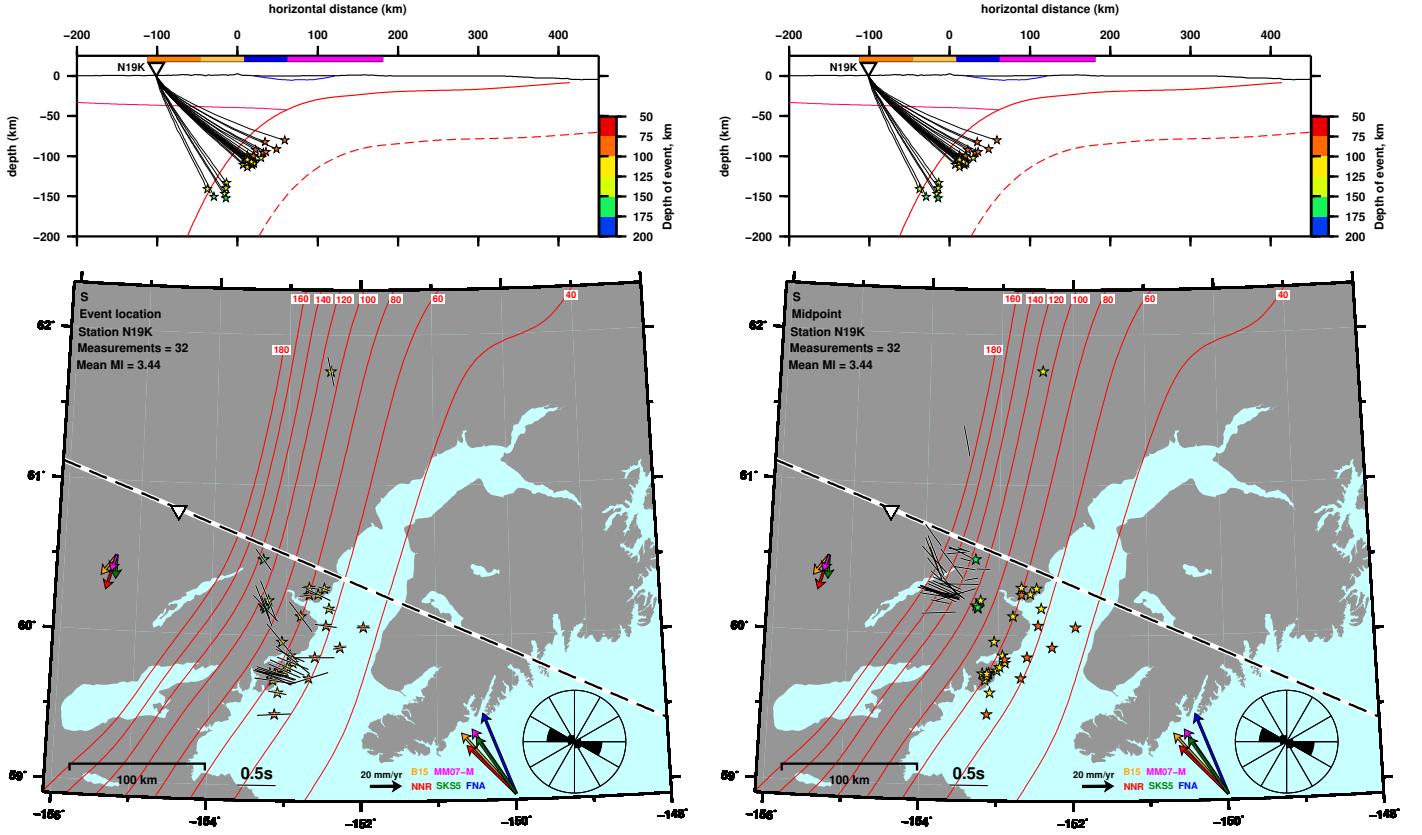 horizontal distance (km)
−200 −100 0 100 200 300 400
N19K
0
−50
−100
−150
−200
depth (km)
50
75
100
125
150
175
200
Depth of event, km
S
Event location
Station N19K
Measurements = 32
Mean MI = 3.44
160 140 120 100 80 60 40
180
62°
61°
60°
59°
100 km
0.5s
20 mm/yr
B15 MM07−M
NNR SKS5 FNA
−156° −154° −152° −150° −148°
horizontal distance (km)
−200 −100 0 100 200 300 400
N19K
0
−50
−100
−150
−200
depth (km)
50
75
100
125
150
175
200
Depth of event, km
S
Midpoint
Station N19K
Measurements = 32
Mean MI = 3.44
160 140 120 100 80 60 40
180
62°
61°
60°
59°
100 km
0.5s
20 mm/yr
B15 MM07−M
NNR SKS5 FNA
−156° −154° −152° −150° −148°